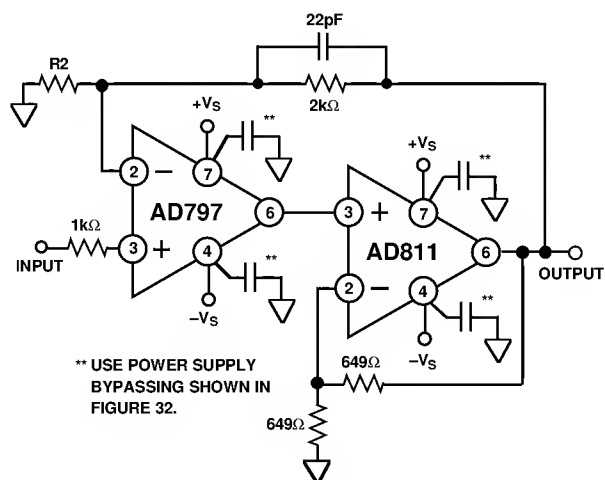 22pF
R2
2kΩ
+VS
**
2
−
7
+VS
**
AD797
6
3
+
7
1kΩ
3
+
4
AD811
6
INPUT
**
2
−
4
OUTPUT
−VS
**
−VS
** USE POWER SUPPLY
BYPASSING SHOWN IN
FIGURE 32.
649Ω
649Ω